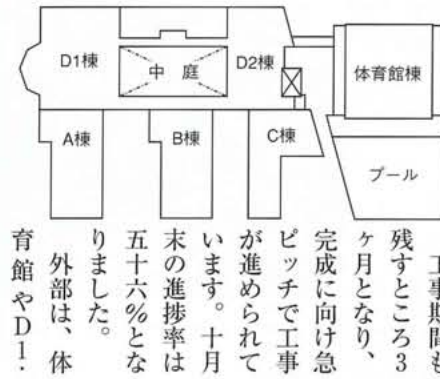 D1棟
中庭
D2棟
体育館棟
A棟
B棟
C棟
プール
工事期間も
残すところ3
ヶ月となり、
完成に向け急
ピッチで工事
が進められて
います。十月
末の進捗率は
五十六%とな
りました。
外部は、体
育館やD1・